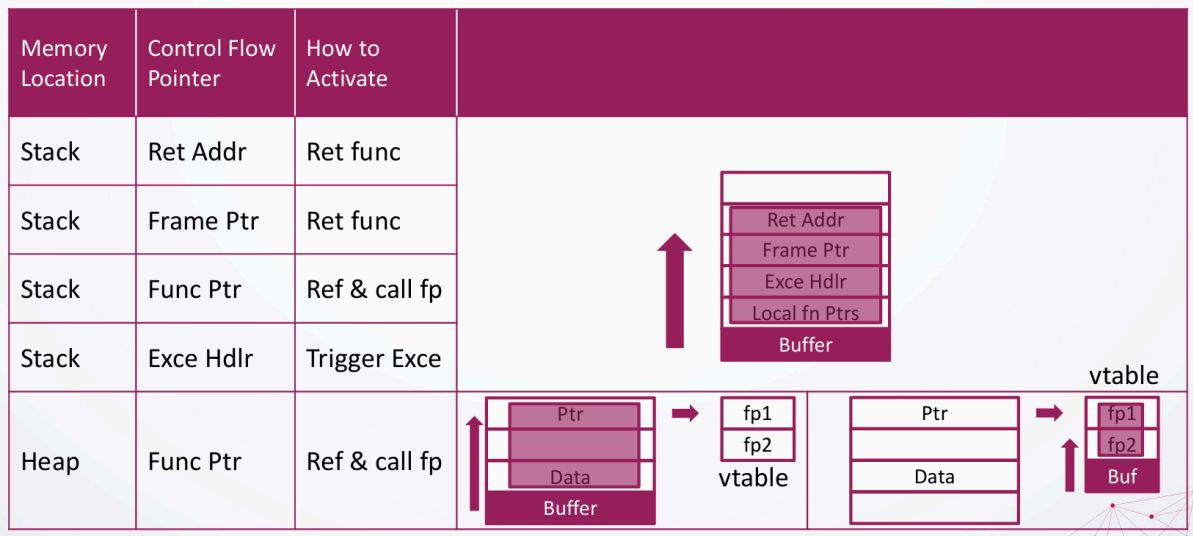 Memory
Location
Control Flow
Pointer
How to
Activate
Stack
Ret Addr
Ret func
Stack
Frame Ptr
Ret func
Stack
Func Ptr
Ref & call fp
Stack
Exce Hdlr
Trigger Exce
Ret Addr
Frame Ptr
Exce Hdlr
Local fn Ptrs
Buffer
Heap
Func Ptr
Ref & call fp
Ptr
Data
Buffer
fp1
fp2
vtable
Ptr
Data
vtable
fp1
fp2
Buf